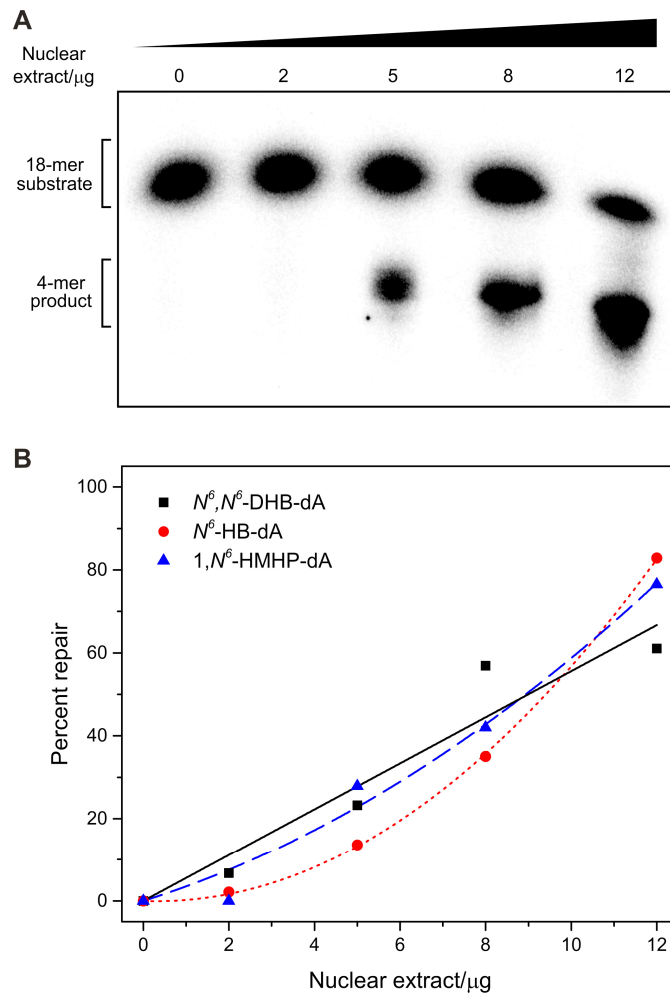 A
Nuclear
extract/μg 0 2 5 8 12
18-mer
substrate
4-mer
product
B
100
80
60
40
20
0
Percent repair
N⁶,N⁶-DHB-dA
N⁶-HB-dA
1,N⁶-HMHP-dA
0 2 4 6 8 10 12
Nuclear extract/μg